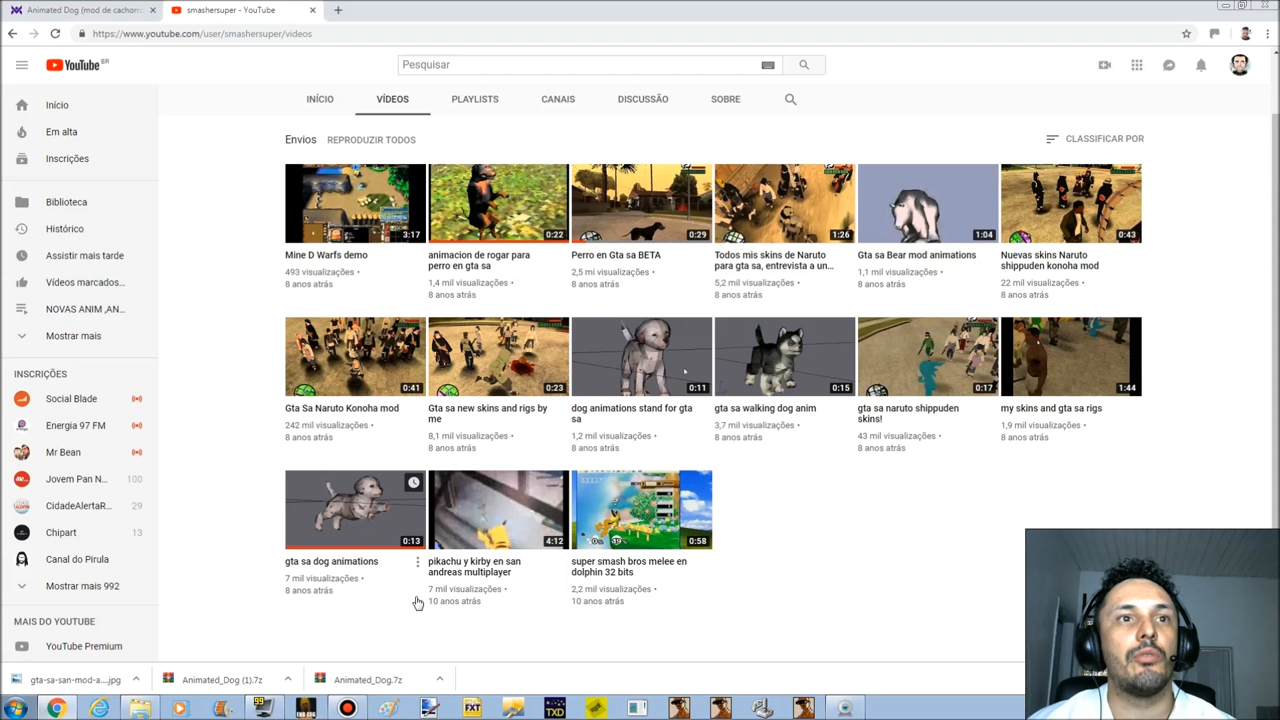 Animated Dog (mod de cachorr
smashersuper - YouTube
https://www.youtube.com/user/smashersuper/videos
YouTube BR
Pesquisar
INÍCIO
VÍDEOS
PLAYLISTS
CANAIS
DISCUSSÃO
SOBRE
Início
Em alta
Inscrições
Biblioteca
Histórico
Assistir mais tarde
Vídeos marcados...
NOVAS ANIM ,AN...
Mostrar mais
INSCRIÇÕES
Social Blade
Energia 97 FM
Mr Bean
Jovem Pan N... 100
CidadeAlertaR... 29
Chipart 13
Canal do Pirula
Mostrar mais 992
MAIS DO YOUTUBE
YouTube Premium
Envios
REPRODUZIR TODOS
CLASSIFICAR POR
3:17
0:22
0:29
1:26
1:04
0:43
Mine D Warfs demo
493 visualizações •
8 anos atrás
animacion de rogar para
perro en gta sa
1,4 mil visualizações •
8 anos atrás
Perro en Gta sa BETA
2,5 mi visualizações •
8 anos atrás
Todos mis skins de Naruto
para gta sa, entrevista a un...
5,2 mil visualizações •
8 anos atrás
Gta sa Bear mod animations
1,1 mil visualizações •
8 anos atrás
Nuevas skins Naruto
shippuden konoha mod
22 mil visualizações •
8 anos atrás
0:41
0:23
0:11
0:15
0:17
1:44
Gta Sa Naruto Konoha mod
242 mil visualizações •
8 anos atrás
Gta sa new skins and rigs by
me
8,1 mil visualizações •
8 anos atrás
dog animations stand for gta
sa
1,2 mil visualizações •
8 anos atrás
gta sa walking dog anim
3,7 mil visualizações •
8 anos atrás
gta sa naruto shippuden
skins!
43 mil visualizações •
8 anos atrás
my skins and gta sa rigs
1,9 mil visualizações •
8 anos atrás
0:13
4:12
0:58
gta sa dog animations
7 mil visualizações •
8 anos atrás
pikachu y kirby en san
andreas multiplayer
7 mil visualizações •
10 anos atrás
super smash bros melee en
dolphin 32 bits
2,2 mil visualizações •
10 anos atrás
gta-sa-san-mod-a....jpg
Animated_Dog (1).7z
Animated_Dog.7z
99
TXT
TXD